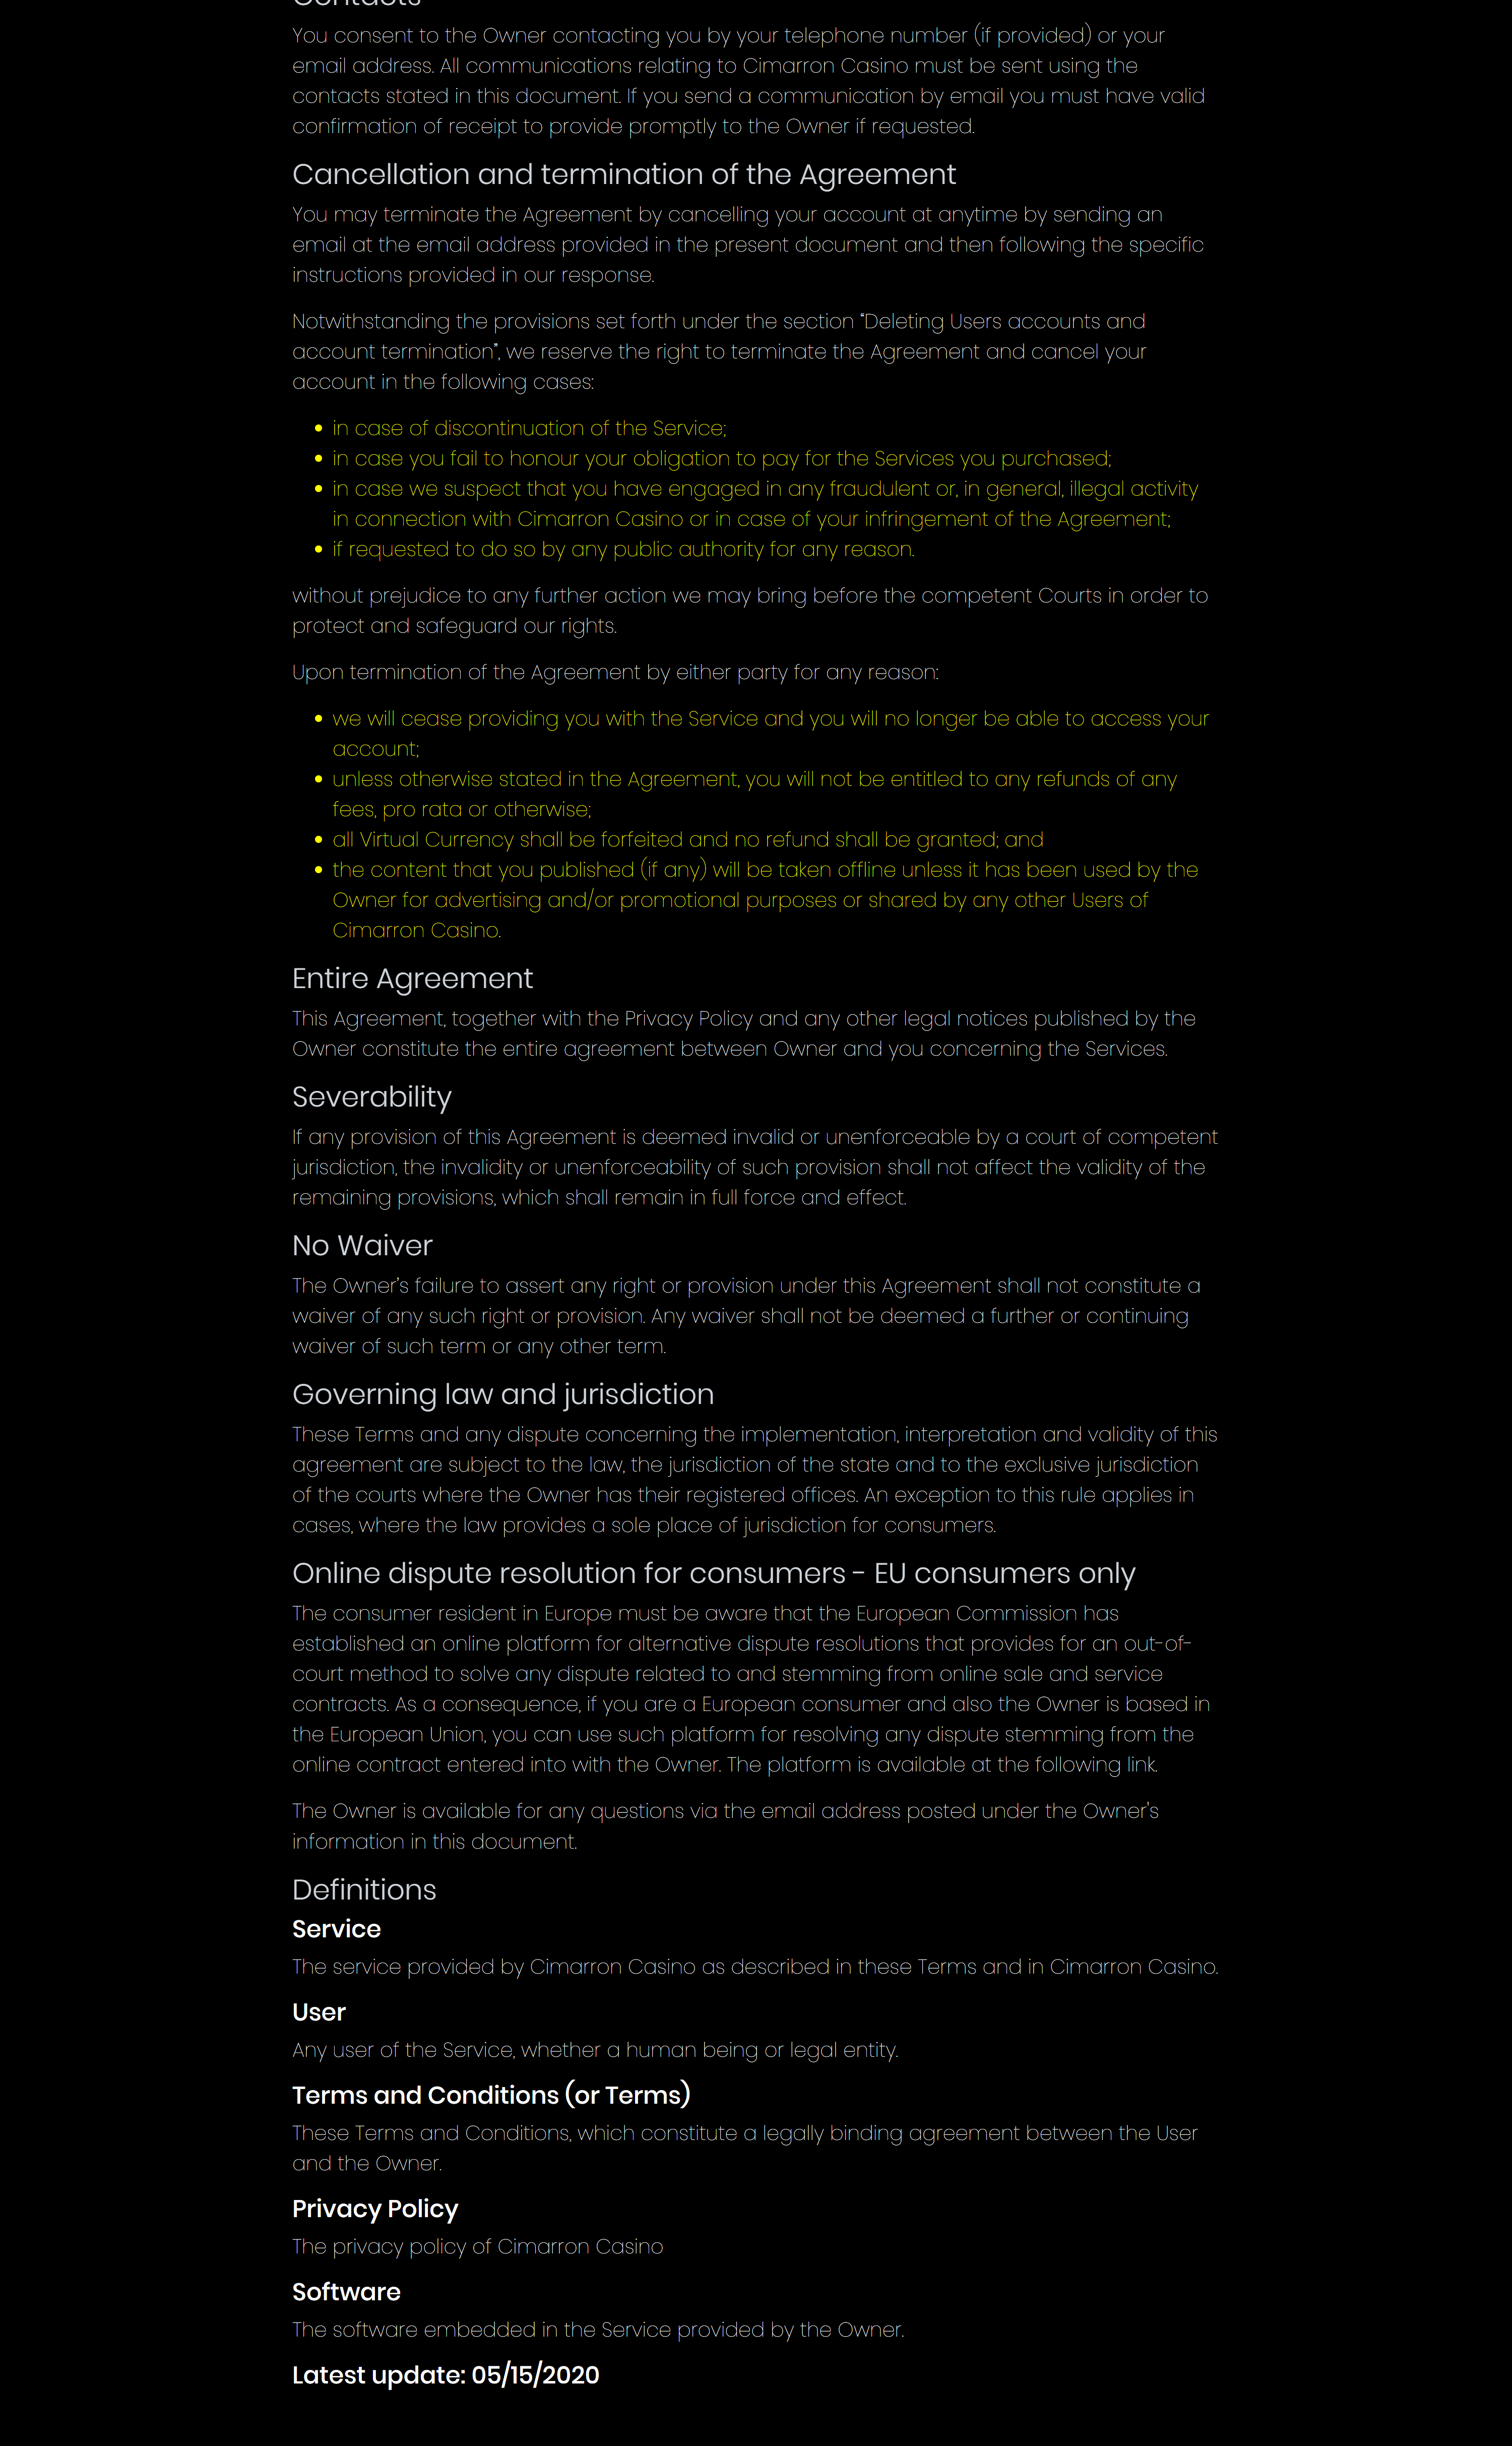 Contacts
You consent to the Owner contacting you by your telephone number (if provided) or your
email address. All communications relating to Cimarron Casino must be sent using the
contacts stated in this document. If you send a communication by email you must have valid
confirmation of receipt to provide promptly to the Owner if requested.
Cancellation and termination of the Agreement
You may terminate the Agreement by cancelling your account at anytime by sending an
email at the email address provided in the present document and then following the specific
instructions provided in our response.
Notwithstanding the provisions set forth under the section “Deleting Users accounts and
account termination”, we reserve the right to terminate the Agreement and cancel your
account in the following cases:
• in case of discontinuation of the Service;
• in case you fail to honour your obligation to pay for the Services you purchased;
• in case we suspect that you have engaged in any fraudulent or, in general, illegal activity
in connection with Cimarron Casino or in case of your infringement of the Agreement;
• if requested to do so by any public authority for any reason.
without prejudice to any further action we may bring before the competent Courts in order to
protect and safeguard our rights.
Upon termination of the Agreement by either party for any reason:
• we will cease providing you with the Service and you will no longer be able to access your
account;
• unless otherwise stated in the Agreement, you will not be entitled to any refunds of any
fees, pro rata or otherwise;
• all Virtual Currency shall be forfeited and no refund shall be granted; and
• the content that you published (if any) will be taken offline unless it has been used by the
Owner for advertising and/or promotional purposes or shared by any other Users of
Cimarron Casino.
Entire Agreement
This Agreement, together with the Privacy Policy and any other legal notices published by the
Owner constitute the entire agreement between Owner and you concerning the Services.
Severability
If any provision of this Agreement is deemed invalid or unenforceable by a court of competent
jurisdiction, the invalidity or unenforceability of such provision shall not affect the validity of the
remaining provisions, which shall remain in full force and effect.
No Waiver
The Owner’s failure to assert any right or provision under this Agreement shall not constitute a
waiver of any such right or provision. Any waiver shall not be deemed a further or continuing
waiver of such term or any other term.
Governing law and jurisdiction
These Terms and any dispute concerning the implementation, interpretation and validity of this
agreement are subject to the law, the jurisdiction of the state and to the exclusive jurisdiction
of the courts where the Owner has their registered offices. An exception to this rule applies in
cases, where the law provides a sole place of jurisdiction for consumers.
Online dispute resolution for consumers - EU consumers only
The consumer resident in Europe must be aware that the European Commission has
established an online platform for alternative dispute resolutions that provides for an out-of-
court method to solve any dispute related to and stemming from online sale and service
contracts. As a consequence, if you are a European consumer and also the Owner is based in
the European Union, you can use such platform for resolving any dispute stemming from the
online contract entered into with the Owner. The platform is available at the following link.
The Owner is available for any questions via the email address posted under the Owner's
information in this document.
Definitions
Service
The service provided by Cimarron Casino as described in these Terms and in Cimarron Casino.
User
Any user of the Service, whether a human being or legal entity.
Terms and Conditions (or Terms)
These Terms and Conditions, which constitute a legally binding agreement between the User
and the Owner.
Privacy Policy
The privacy policy of Cimarron Casino
Software
The software embedded in the Service provided by the Owner.
Latest update: 05/15/2020